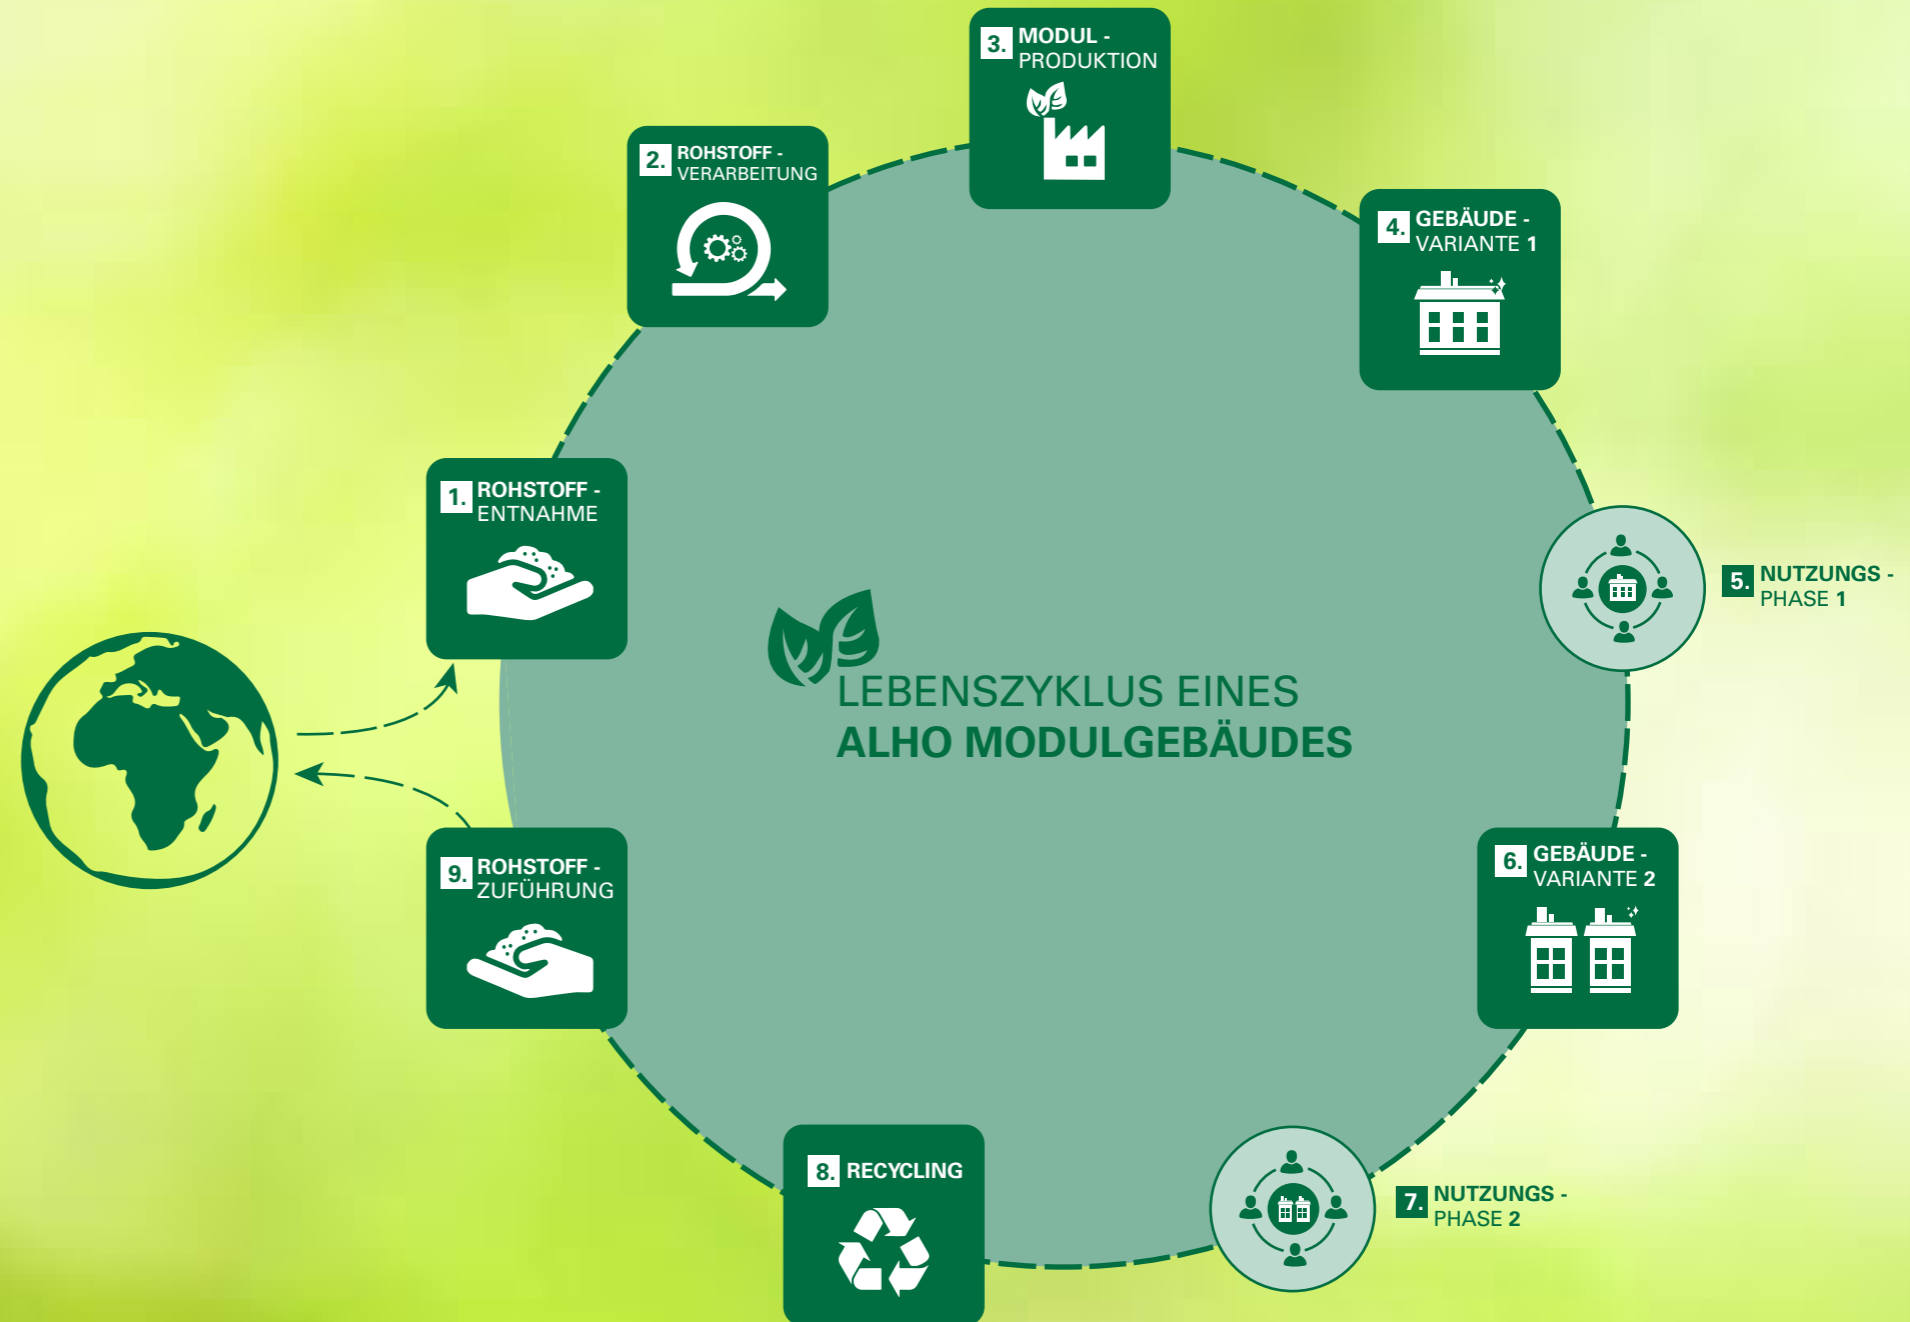 1. ROHSTOFF -
ENTNAHME
2. ROHSTOFF -
VERARBEITUNG
3. MODUL -
PRODUKTION
4. GEBÄUDE -
VARIANTE 1
5. NUTZUNGS -
PHASE 1
6. GEBÄUDE -
VARIANTE 2
7. NUTZUNGS -
PHASE 2
8. RECYCLING
9. ROHSTOFF -
ZUFÜHRUNG
LEBENSZYKLUS EINES
ALHO MODULGEBÄUDES